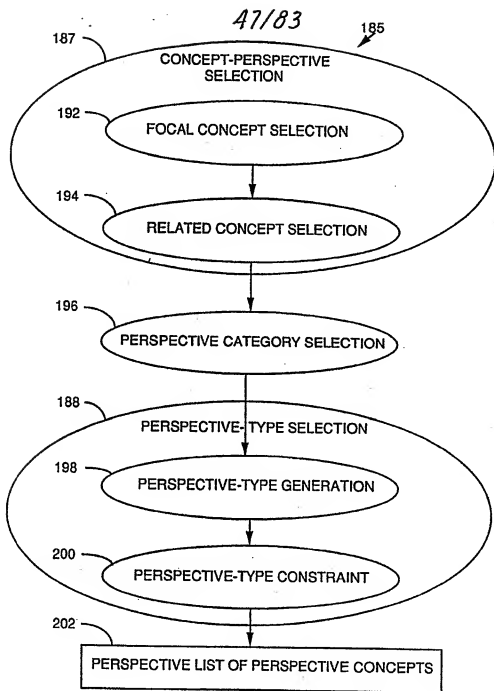 47/83
185
187
CONCEPT-PERSPECTIVE
SELECTION
192
FOCAL CONCEPT SELECTION
194
RELATED CONCEPT SELECTION
196
PERSPECTIVE CATEGORY SELECTION
188
PERSPECTIVE-TYPE SELECTION
198
PERSPECTIVE-TYPE GENERATION
200
PERSPECTIVE-TYPE CONSTRAINT
202
PERSPECTIVE LIST OF PERSPECTIVE CONCEPTS